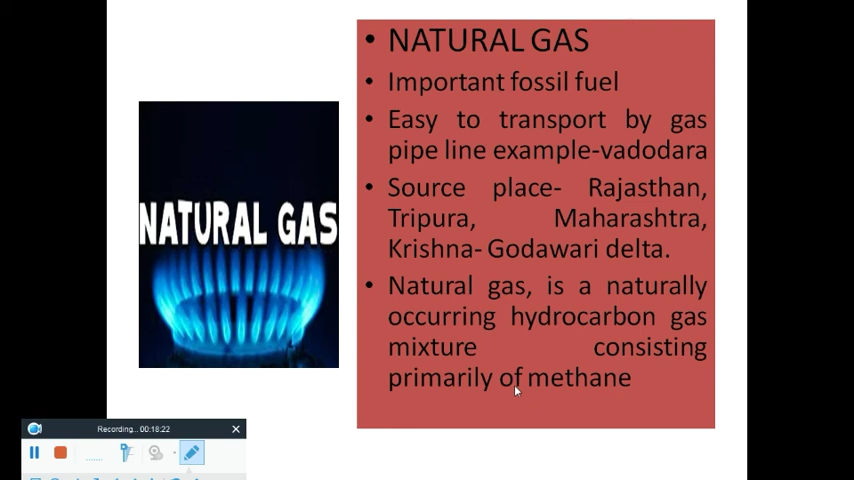 • NATURAL GAS
• Important fossil fuel
• Easy to transport by gas
pipe line example-vadodara
• Source place- Rajasthan,
Tripura, Maharashtra,
Krishna- Godawari delta.
• Natural gas, is a naturally
occurring hydrocarbon gas
mixture consisting
primarily of methane
NATURAL GAS
Recording... 00:18:22